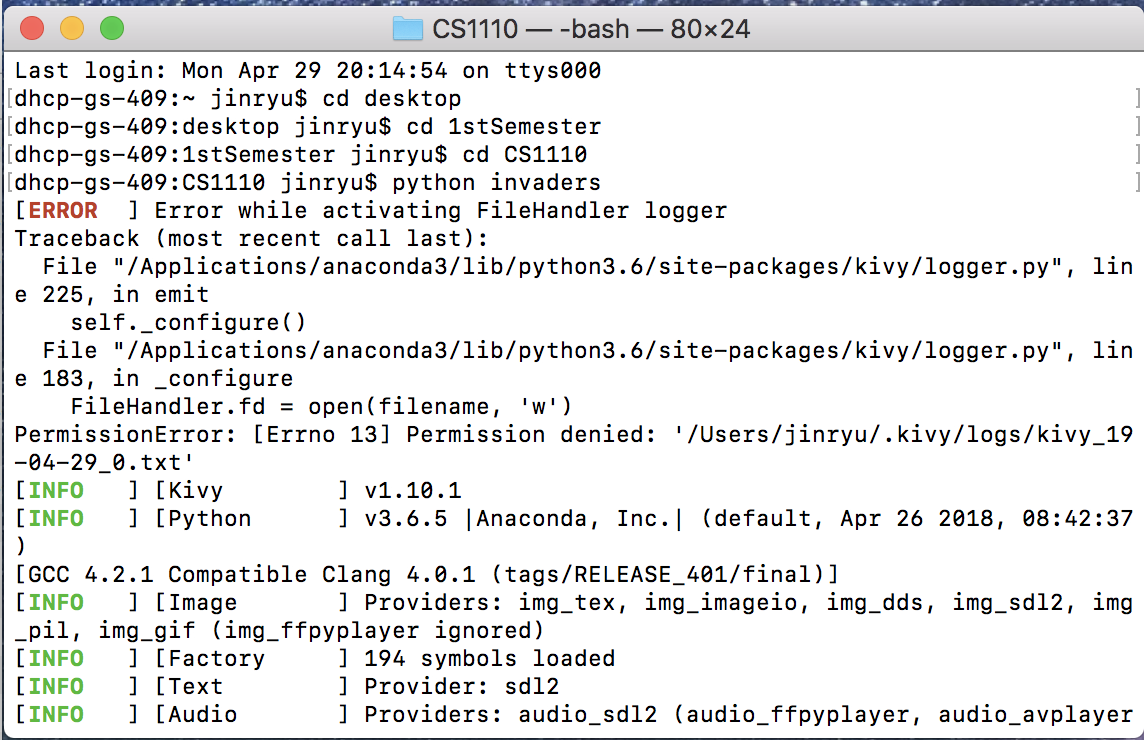 CS1110 — -bash — 80×24
Last login: Mon Apr 29 20:14:54 on ttys000
[dhcp-gs-409:~ jinryu$ cd desktop ]
[dhcp-gs-409:desktop jinryu$ cd 1stSemester ]
[dhcp-gs-409:1stSemester jinryu$ cd CS1110 ]
[dhcp-gs-409:CS1110 jinryu$ python invaders ]
[ERROR  ] Error while activating FileHandler logger
Traceback (most recent call last):
  File "/Applications/anaconda3/lib/python3.6/site-packages/kivy/logger.py", lin
e 225, in emit
    self._configure()
  File "/Applications/anaconda3/lib/python3.6/site-packages/kivy/logger.py", lin
e 183, in _configure
    FileHandler.fd = open(filename, 'w')
PermissionError: [Errno 13] Permission denied: '/Users/jinryu/.kivy/logs/kivy_19
-04-29_0.txt'
[INFO   ] [Kivy        ] v1.10.1
[INFO   ] [Python      ] v3.6.5 |Anaconda, Inc.| (default, Apr 26 2018, 08:42:37
)
[GCC 4.2.1 Compatible Clang 4.0.1 (tags/RELEASE_401/final)]
[INFO   ] [Image       ] Providers: img_tex, img_imageio, img_dds, img_sdl2, img
_pil, img_gif (img_ffpyplayer ignored)
[INFO   ] [Factory     ] 194 symbols loaded
[INFO   ] [Text        ] Provider: sdl2
[INFO   ] [Audio       ] Providers: audio_sdl2 (audio_ffpyplayer, audio_avplayer